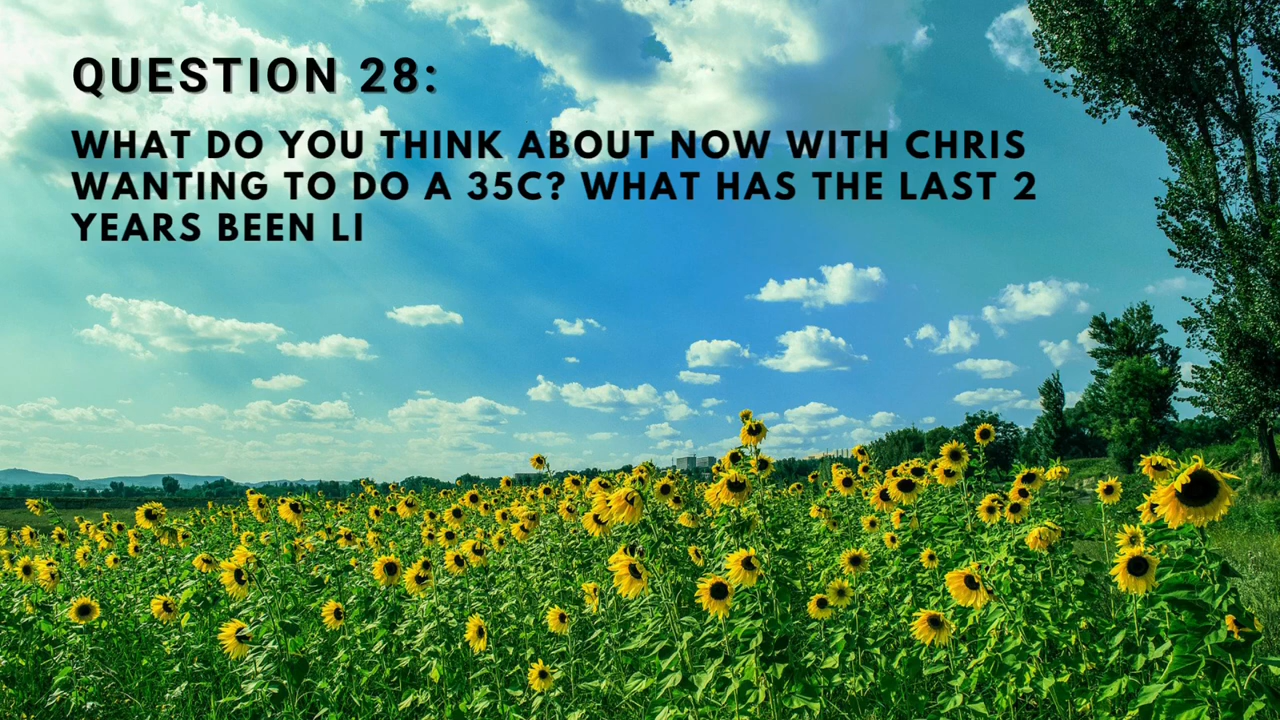 QUESTION 28:
WHAT DO YOU THINK ABOUT NOW WITH CHRIS
WANTING TO DO A 35C? WHAT HAS THE LAST 2
YEARS BEEN LI